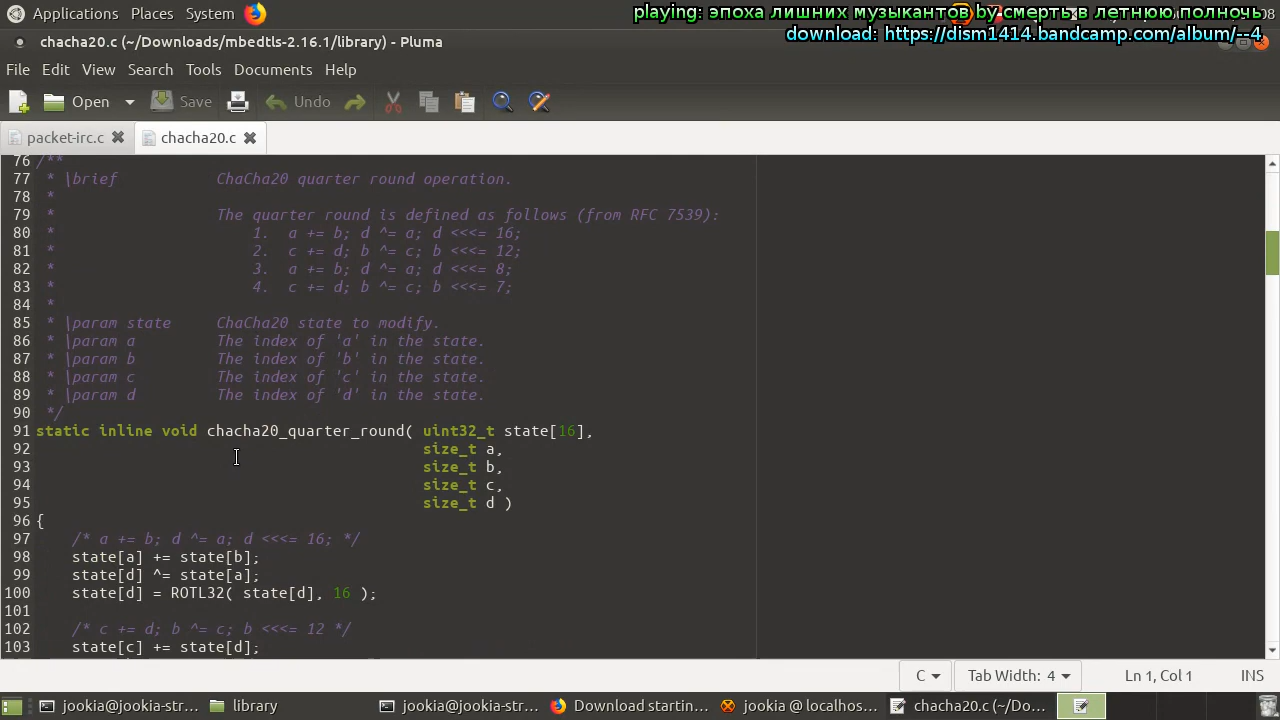 Applications Places System
playing: эпоха лишних музыкантов by смерть в летнюю полночь
download: https://dism1414.bandcamp.com/album/--4
chacha20.c (~/Downloads/mbedtls-2.16.1/library) - Pluma
File Edit View Search Tools Documents Help
Open Save Undo
packet-irc.c chacha20.c
76 /**
77  * \brief           ChaCha20 quarter round operation.
78  *
79  *                  The quarter round is defined as follows (from RFC 7539):
80  *                      1.  a += b; d ^= a; d <<<= 16;
81  *                      2.  c += d; b ^= c; b <<<= 12;
82  *                      3.  a += b; d ^= a; d <<<= 8;
83  *                      4.  c += d; b ^= c; b <<<= 7;
84  *
85  * \param state     ChaCha20 state to modify.
86  * \param a         The index of 'a' in the state.
87  * \param b         The index of 'b' in the state.
88  * \param c         The index of 'c' in the state.
89  * \param d         The index of 'd' in the state.
90  */
91 static inline void chacha20_quarter_round( uint32_t state[16],
92                                            size_t a,
93                                            size_t b,
94                                            size_t c,
95                                            size_t d )
96 {
97     /* a += b; d ^= a; d <<<= 16; */
98     state[a] += state[b];
99     state[d] ^= state[a];
100     state[d] = ROTL32( state[d], 16 );
101
102     /* c += d; b ^= c; b <<<= 12 */
103     state[c] += state[d];
C Tab Width: 4 Ln 1, Col 1 INS
jookia@jookia-str... library jookia@jookia-str... Download startin... jookia @ localhos... chacha20.c (~/Do...